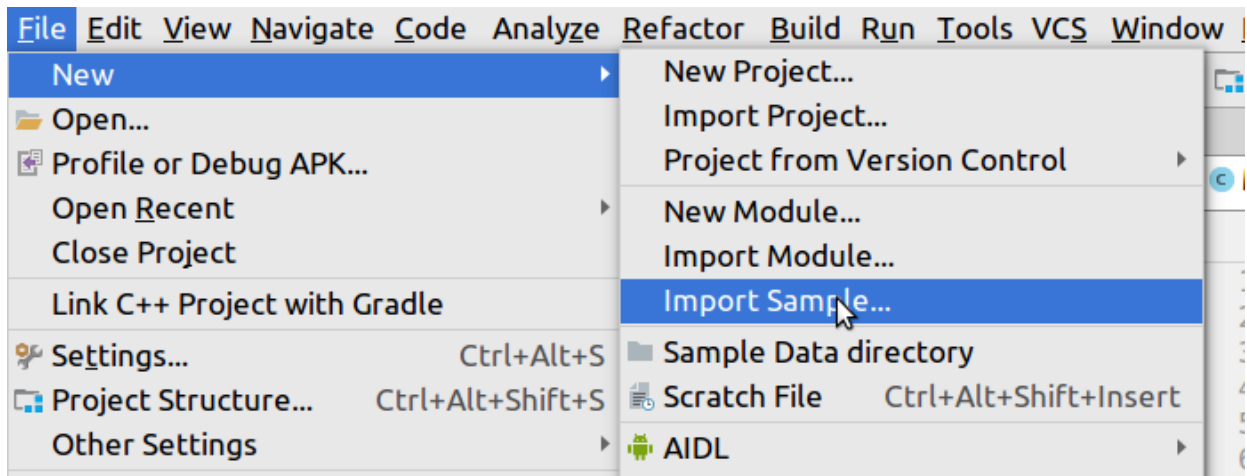 File Edit View Navigate Code Analyze Refactor Build Run Tools VCS Window
New
Open...
Profile or Debug APK...
Open Recent
Close Project
Link C++ Project with Gradle
Settings... Ctrl+Alt+S
Project Structure... Ctrl+Alt+Shift+S
Other Settings
New Project...
Import Project...
Project from Version Control
New Module...
Import Module...
Import Sample...
Sample Data directory
Scratch File Ctrl+Alt+Shift+Insert
AIDL
C